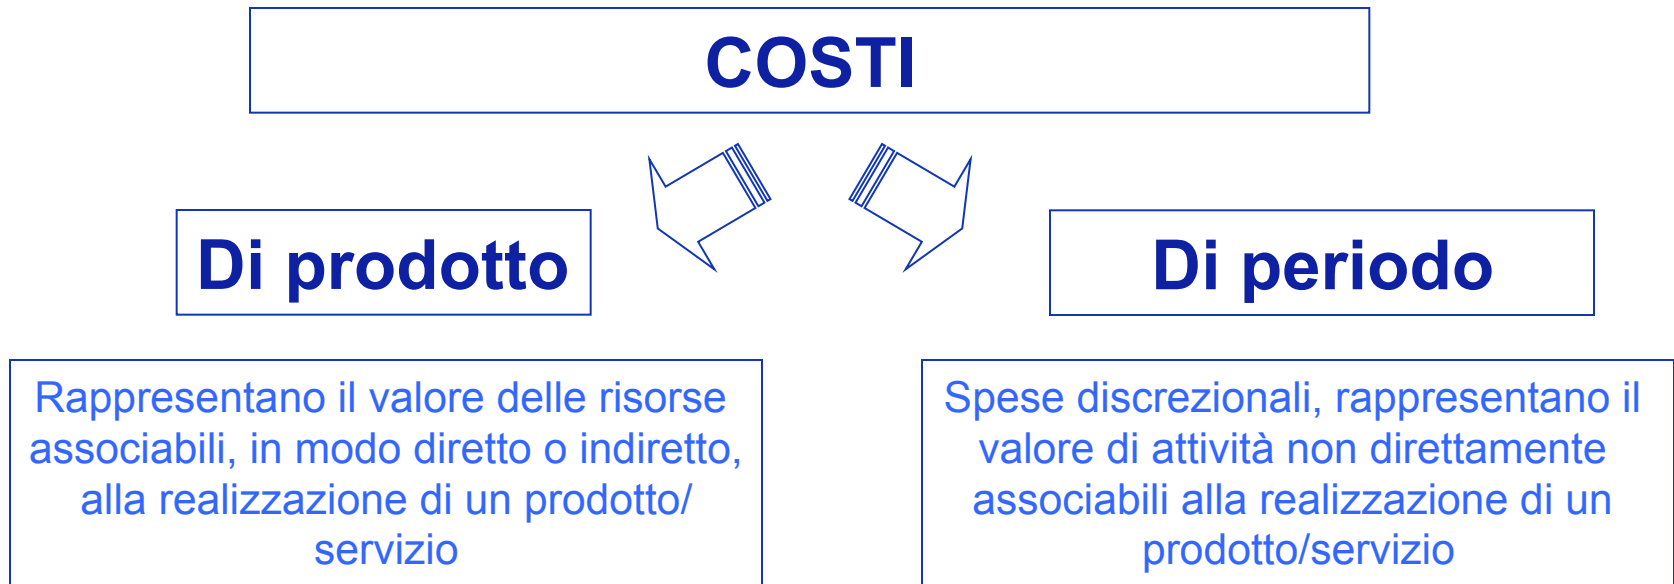 COSTI
Di prodotto
Di periodo
Rappresentano il valore delle risorse
associabili, in modo diretto o indiretto,
alla realizzazione di un prodotto/
servizio
Spese discrezionali, rappresentano il
valore di attività non direttamente
associabili alla realizzazione di un
prodotto/servizio